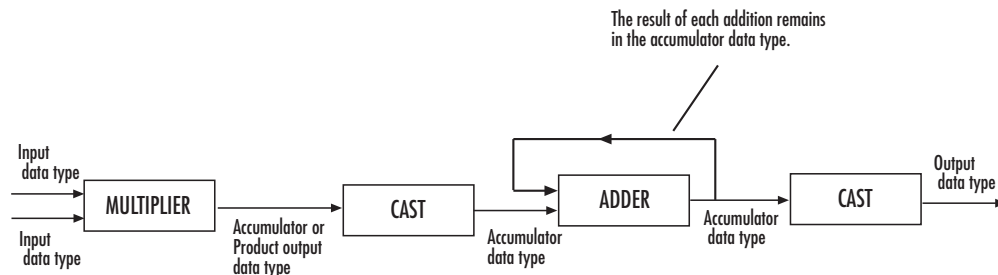 The result of each addition remains
in the accumulator data type.
Input
data type
MULTIPLIER
Input
data type
Accumulator or
Product output
data type
CAST
Accumulator
data type
ADDER
Accumulator
data type
CAST
Output
data type